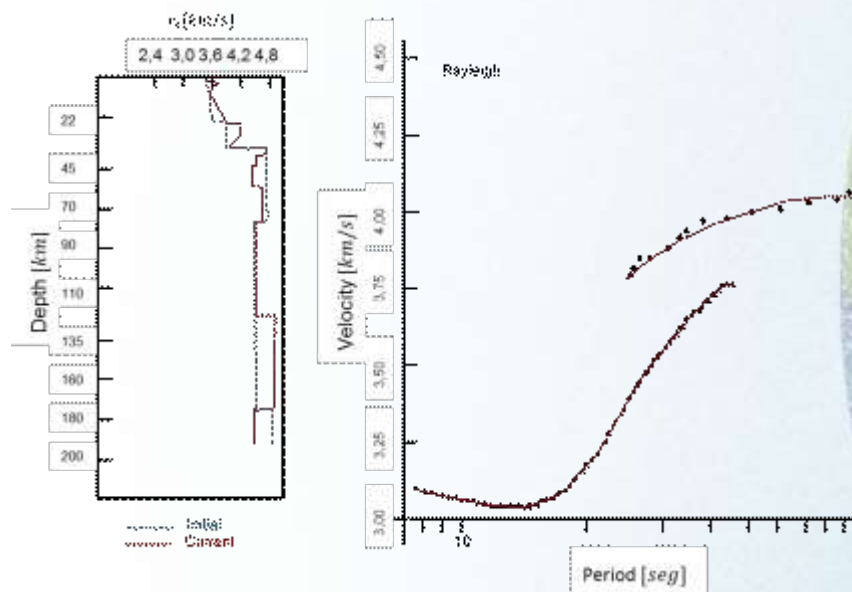 [km/s]
2,4 3,0 3,6 4,2 4,8
22
45
70
90
110
135
160
180
200
Depth [km]
Initial
Current
Rayleigh
4,50
4,25
4,00
3,75
3,50
3,25
3,00
Velocity [km/s]
10
Period [seg]